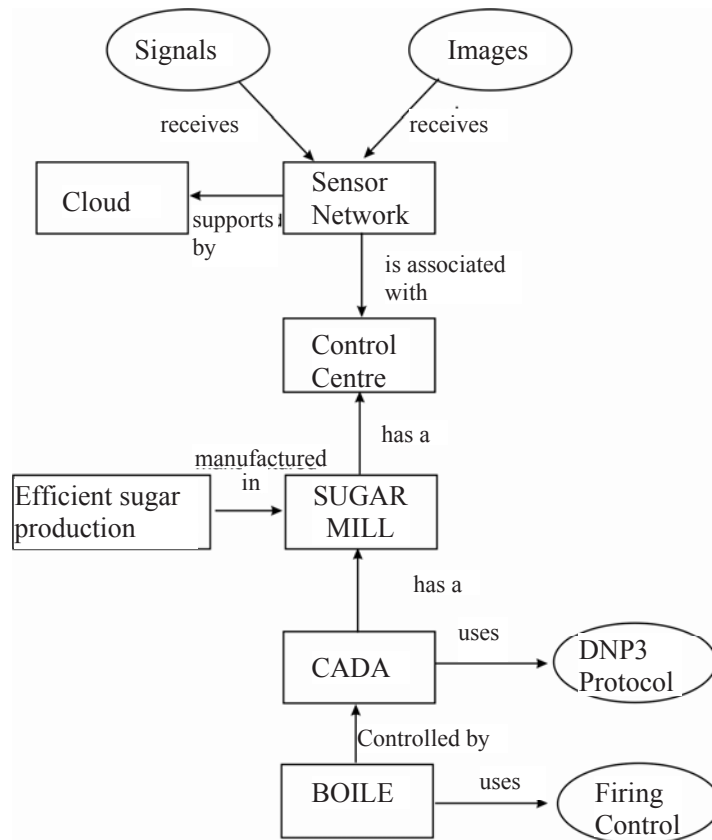 Signals
Images
receives
receives
Cloud
Sensor
Network
supports
by
is associated
with
Control
Centre
has a
manufactured
in
Efficient sugar
production
SUGAR
MILL
has a
CADA
uses
DNP3
Protocol
Controlled by
BOILE
uses
Firing
Control